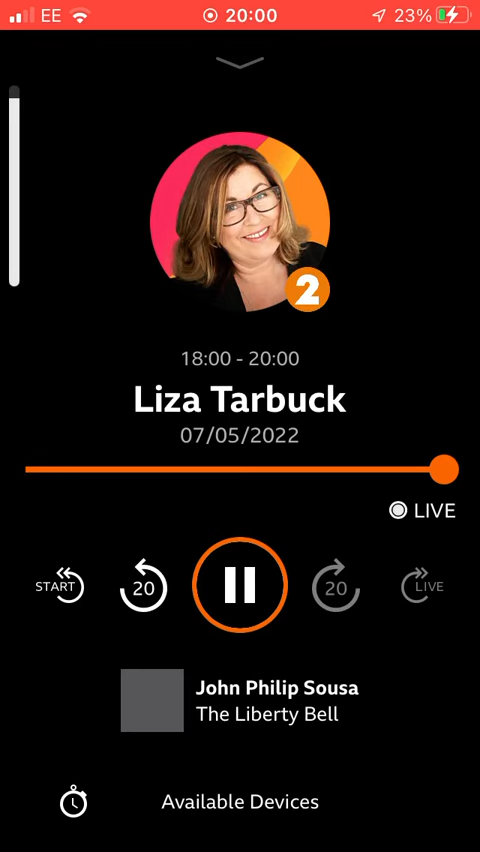 EE 20:00 23%
2
18:00 - 20:00
Liza Tarbuck
07/05/2022
LIVE
START 20 20 LIVE
John Philip Sousa
The Liberty Bell
Available Devices